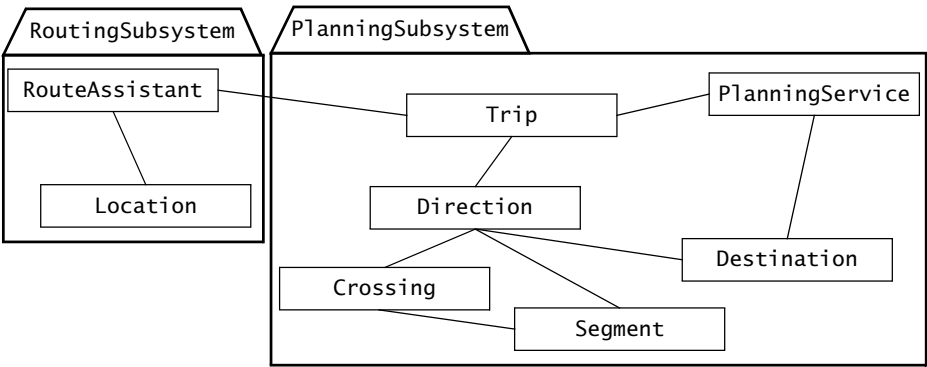 RoutingSubsystem
PlanningSubsystem
RouteAssistant
PlanningService
Trip
Location
Direction
Destination
Crossing
Segment